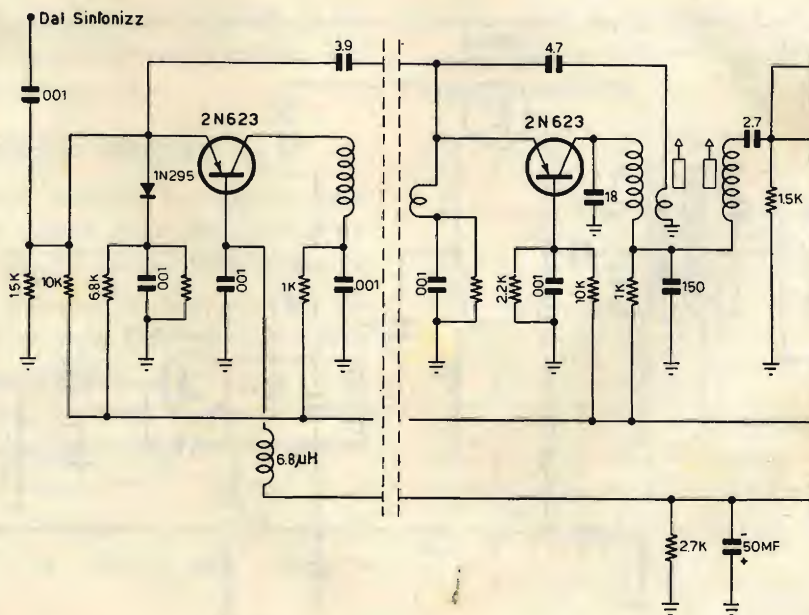 Dal Sintonizz
001
3.9
4.7
2N623
2N623
2.7
1N295
18
1.5K
15K
10K
6.8K
001
001
1K
.001
001
2.2K
001
10K
1K
150
6.8µH
2.7K
-
50MF
+